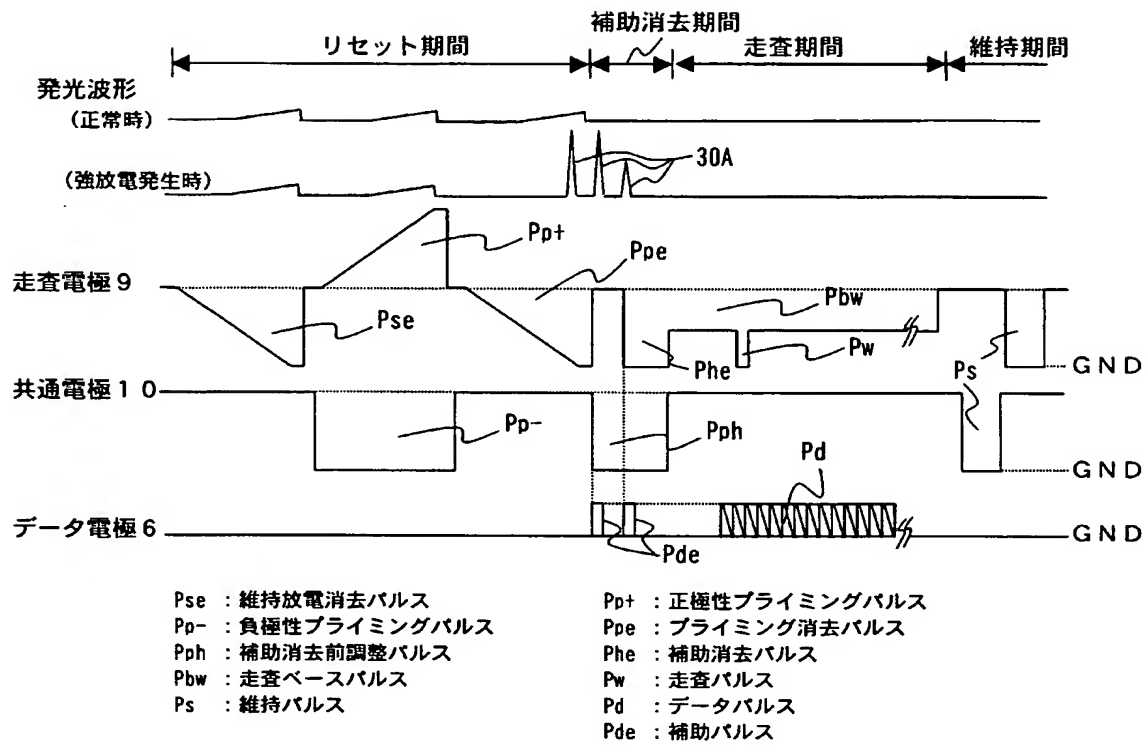 補助消去期間
リセット期間
走査期間
維持期間
発光波形
(正常時)
30A
(強放電発生時)
Pp+
Ppe
走査電極9
Pbw
Pse
Pw
Phe
Ps
GND
共通電極10
Pp-
Pph
Pd
GND
データ電極6
GND
Pde
Pse : 維持放電消去パルス
Pp- : 負極性プライミングパルス
Pph : 補助消去前調整パルス
Pbw : 走査ベースパルス
Ps : 維持パルス
Pp+ : 正極性プライミングパルス
Ppe : プライミング消去パルス
Phe : 補助消去パルス
Pw : 走査パルス
Pd : データパルス
Pde : 補助パルス